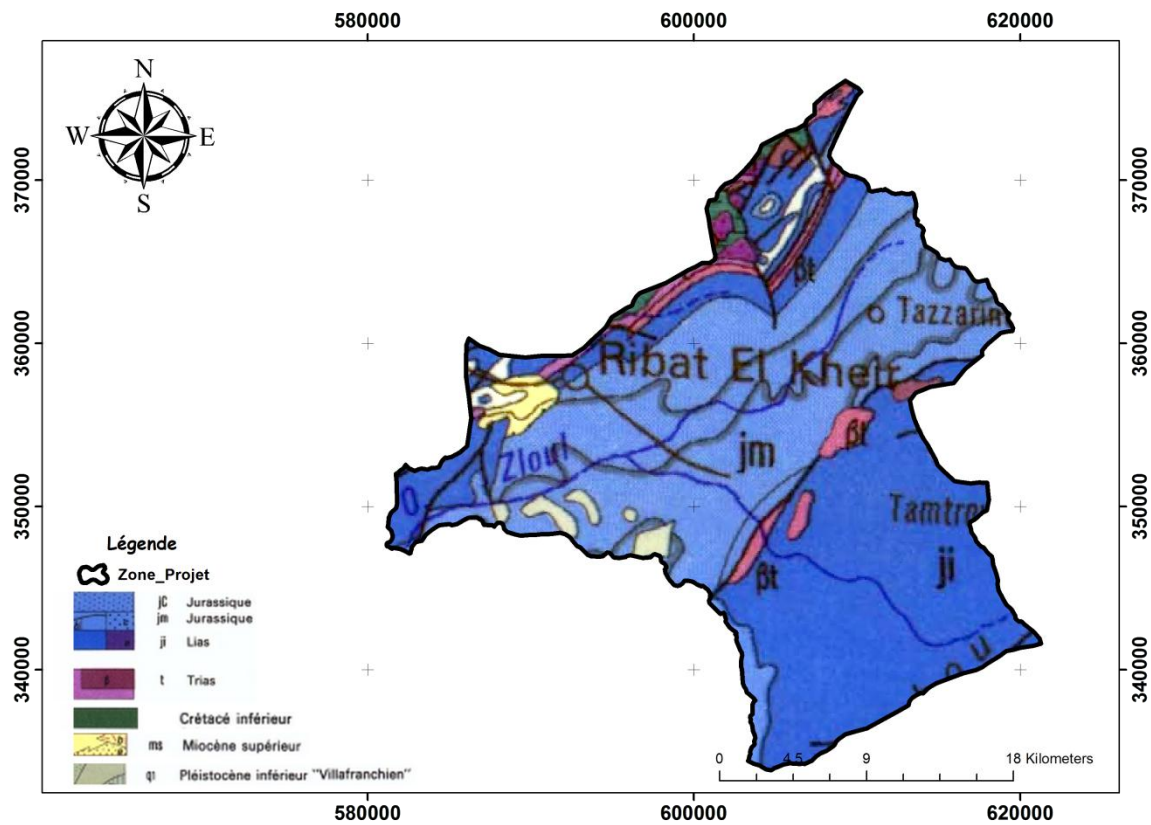 580000 600000 620000
N
W E
S
370000 370000
βt
Tazzarin
360000 360000
Ribat El Kheir
βt
jm
O Zloul
350000 350000
Tamtro
ji
βt
340000 340000
Légende
Zone_Projet
jc Jurassique
jm Jurassique
ji Lias
β t Trias
Crétacé inférieur
ms Miocène supérieur
q1 Pléistocène inférieur "Villafranchien"
0 4.5 9 18 Kilometers
580000 600000 620000